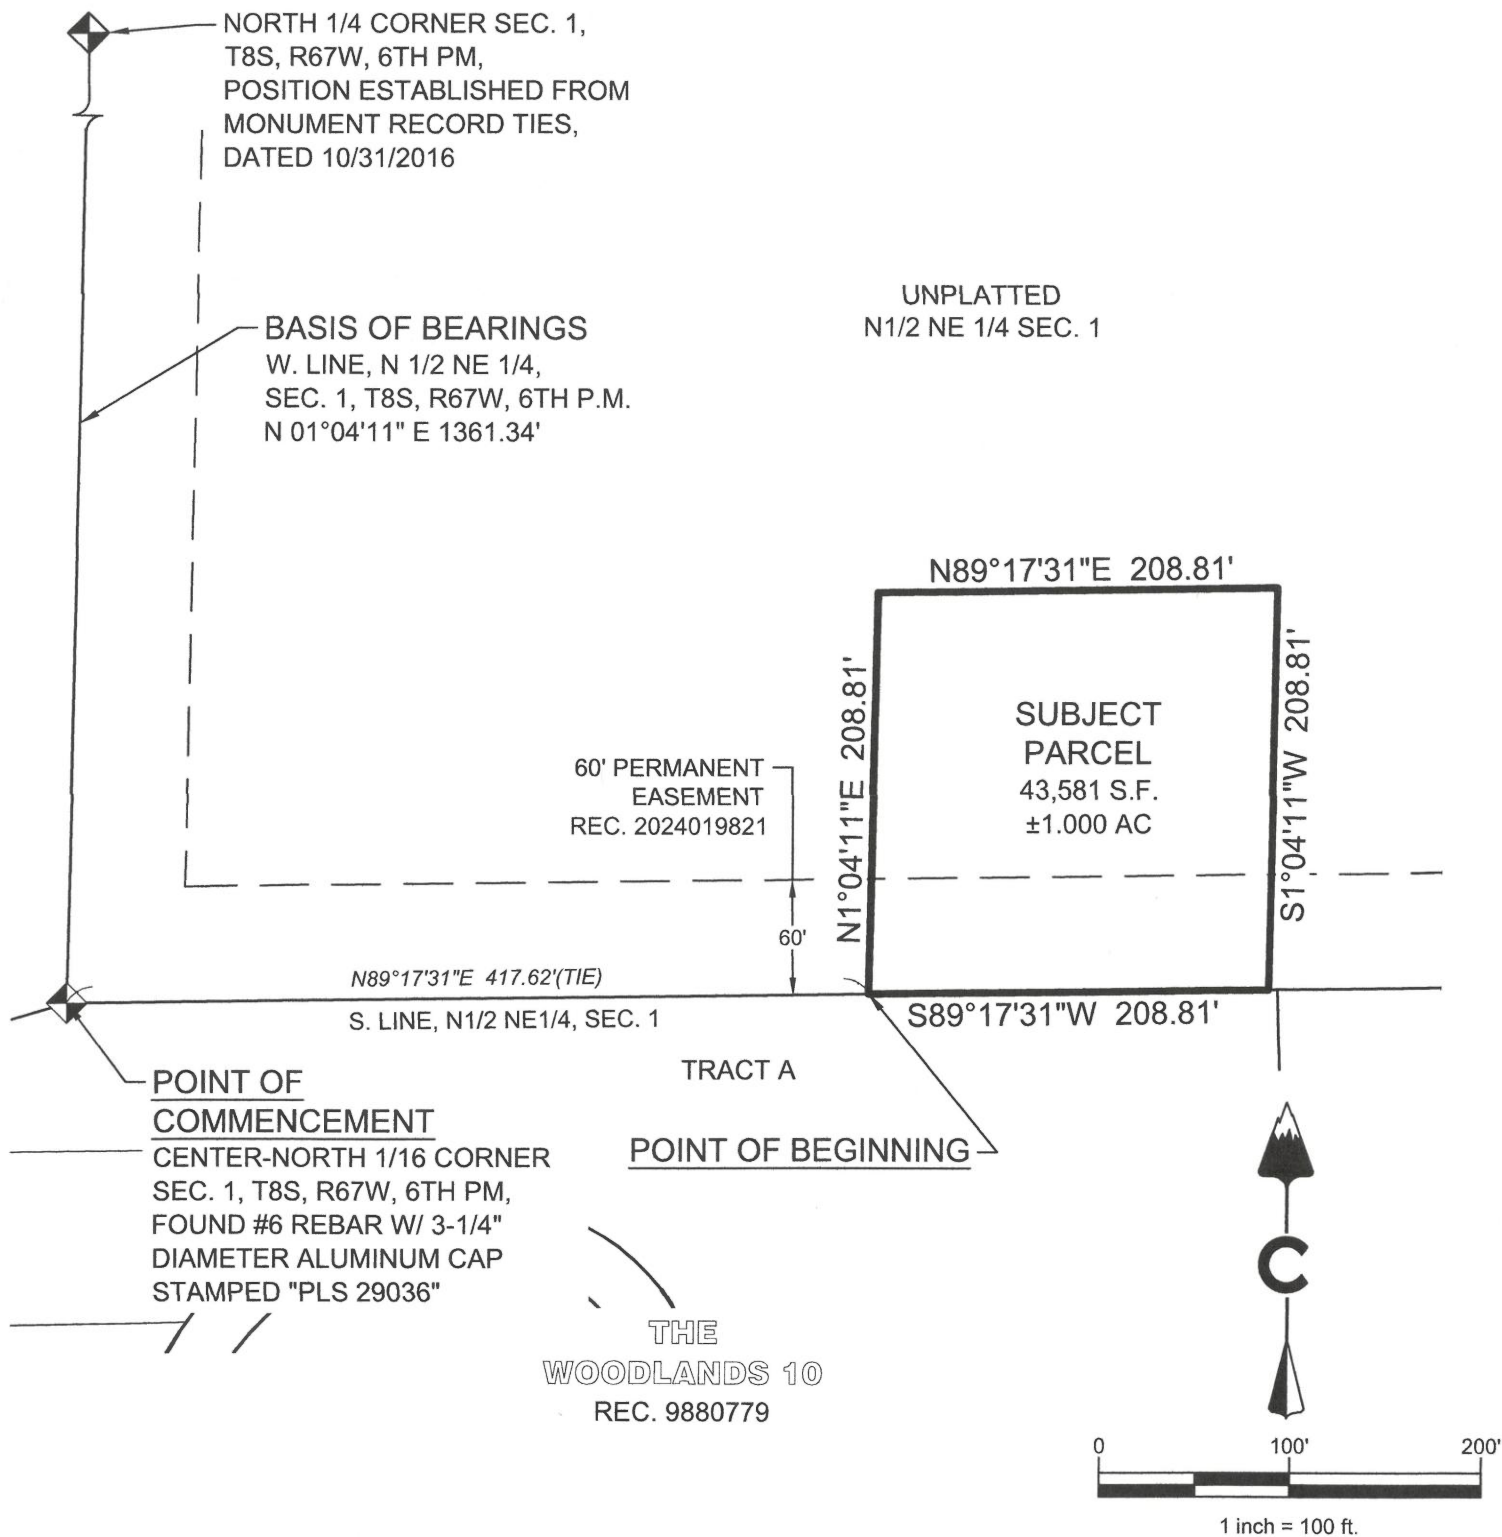 NORTH 1/4 CORNER SEC. 1,
T8S, R67W, 6TH PM,
POSITION ESTABLISHED FROM
MONUMENT RECORD TIES,
DATED 10/31/2016
UNPLATTED
N1/2 NE 1/4 SEC. 1
BASIS OF BEARINGS
W. LINE, N 1/2 NE 1/4,
SEC. 1, T8S, R67W, 6TH P.M.
N 01°04'11" E 1361.34'
N89°17'31"E 208.81'
N1°04'11"E 208.81'
SUBJECT
PARCEL
43,581 S.F.
±1.000 AC
S1°04'11"W 208.81'
60' PERMANENT
EASEMENT
REC. 2024019821
60'
N89°17'31"E 417.62'(TIE)
S. LINE, N1/2 NE1/4, SEC. 1
S89°17'31"W 208.81'
TRACT A
POINT OF
COMMENCEMENT
CENTER-NORTH 1/16 CORNER
SEC. 1, T8S, R67W, 6TH PM,
FOUND #6 REBAR W/ 3-1/4"
DIAMETER ALUMINUM CAP
STAMPED "PLS 29036"
POINT OF BEGINNING
C
THE
WOODLANDS 10
REC. 9880779
0 100' 200'
1 inch = 100 ft.